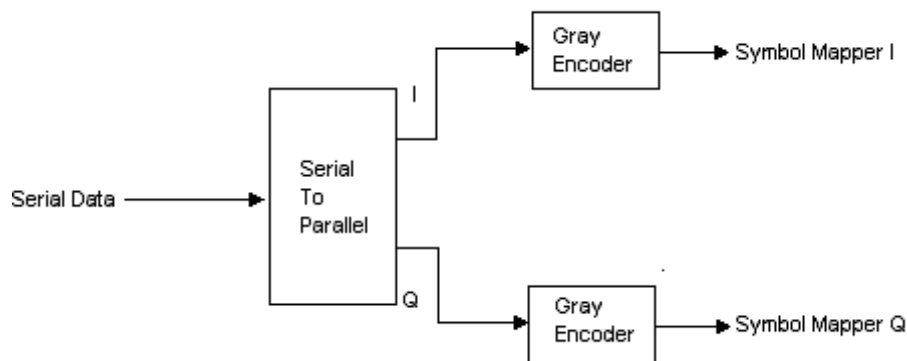 Gray
Encoder
Symbol Mapper I
I
Serial
To
Parallel
Serial Data
Q
Gray
Encoder
Symbol Mapper Q